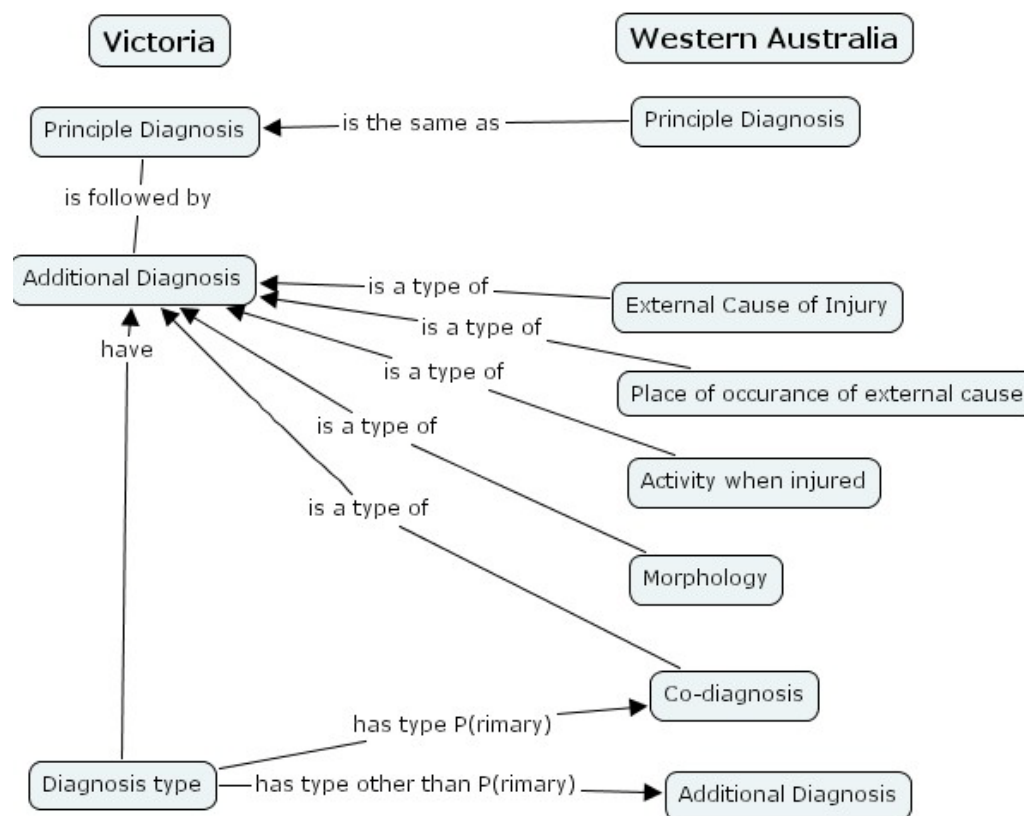 Victoria
Western Australia
Principle Diagnosis
is the same as
Principle Diagnosis
is followed by
Additional Diagnosis
is a type of
External Cause of Injury
is a type of
have
is a type of
Place of occurance of external cause
is a type of
Activity when injured
is a type of
Morphology
Co-diagnosis
has type P(rimary)
Diagnosis type
has type other than P(rimary)
Additional Diagnosis